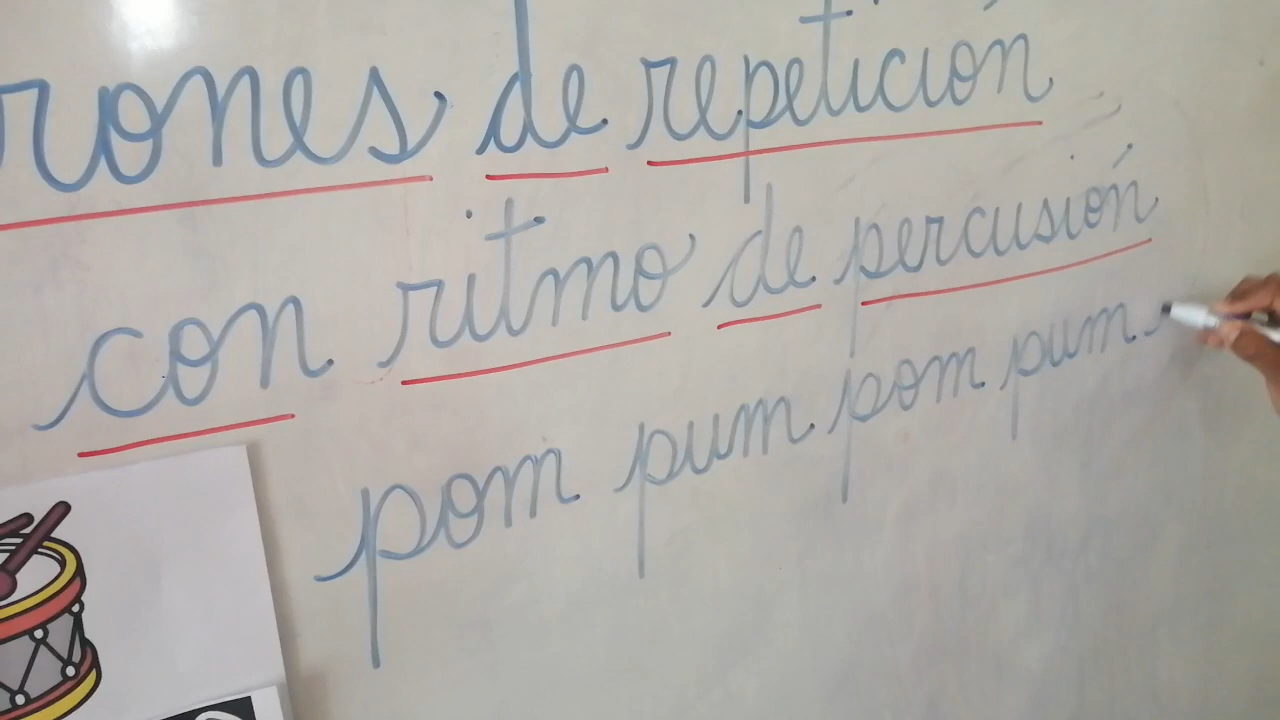 rones de repetición
con ritmo de percusión
pom pum pom pum